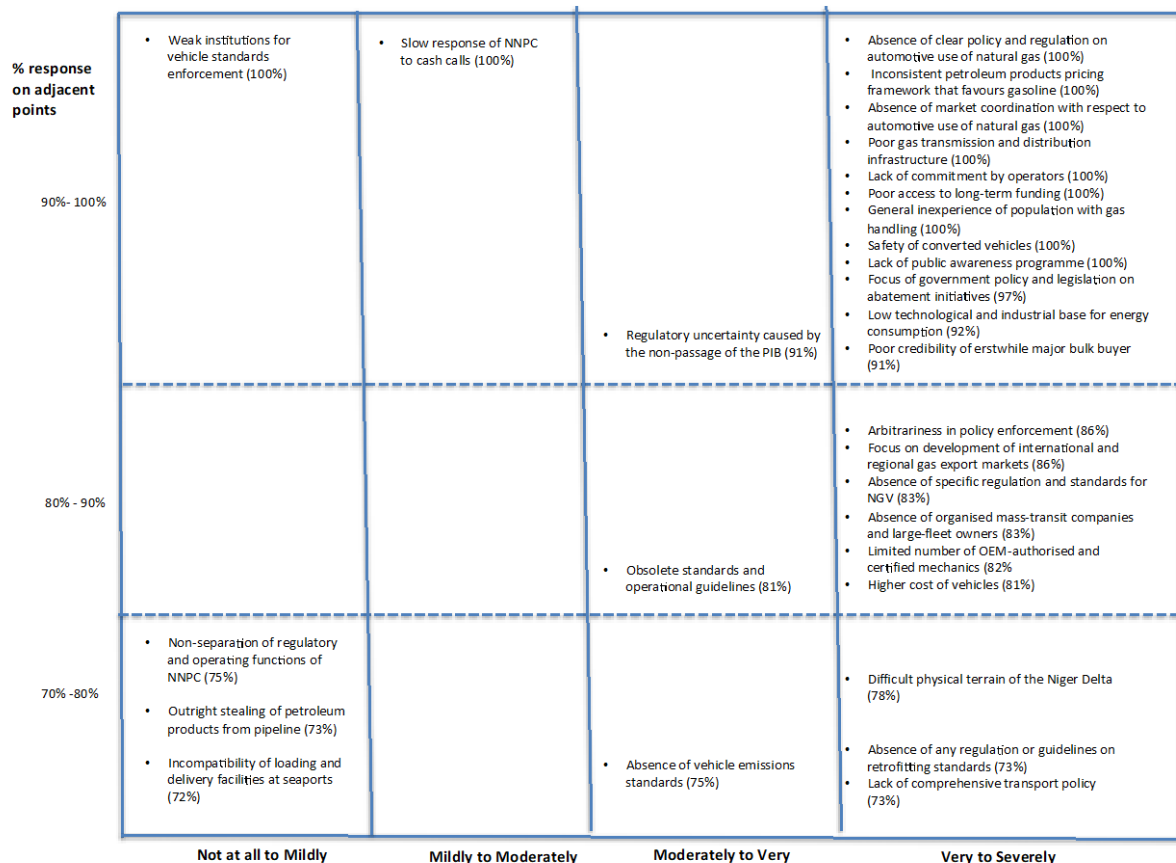 % response
on adjacent
points
90%- 100%
80% - 90%
70% -80%
• Weak institutions for
vehicle standards
enforcement (100%)
• Slow response of NNPC
to cash calls (100%)
• Regulatory uncertainty caused by
the non-passage of the PIB (91%)
• Absence of clear policy and regulation on
automotive use of natural gas (100%)
• Inconsistent petroleum products pricing
framework that favours gasoline (100%)
• Absence of market coordination with respect to
automotive use of natural gas (100%)
• Poor gas transmission and distribution
infrastructure (100%)
• Lack of commitment by operators (100%)
• Poor access to long-term funding (100%)
• General inexperience of population with gas
handling (100%)
• Safety of converted vehicles (100%)
• Lack of public awareness programme (100%)
• Focus of government policy and legislation on
abatement initiatives (97%)
• Low technological and industrial base for energy
consumption (92%)
• Poor credibility of erstwhile major bulk buyer
(91%)
• Obsolete standards and
operational guidelines (81%)
• Arbitrariness in policy enforcement (86%)
• Focus on development of international and
regional gas export markets (86%)
• Absence of specific regulation and standards for
NGV (83%)
• Absence of organised mass-transit companies
and large-fleet owners (83%)
• Limited number of OEM-authorised and
certified mechanics (82%
• Higher cost of vehicles (81%)
• Non-separation of regulatory
and operating functions of
NNPC (75%)
• Outright stealing of petroleum
products from pipeline (73%)
• Incompatibility of loading and
delivery facilities at seaports
(72%)
• Absence of vehicle emissions
standards (75%)
• Difficult physical terrain of the Niger Delta
(78%)
• Absence of any regulation or guidelines on
retrofitting standards (73%)
• Lack of comprehensive transport policy
(73%)
Not at all to Mildly
Mildly to Moderately
Moderately to Very
Very to Severely